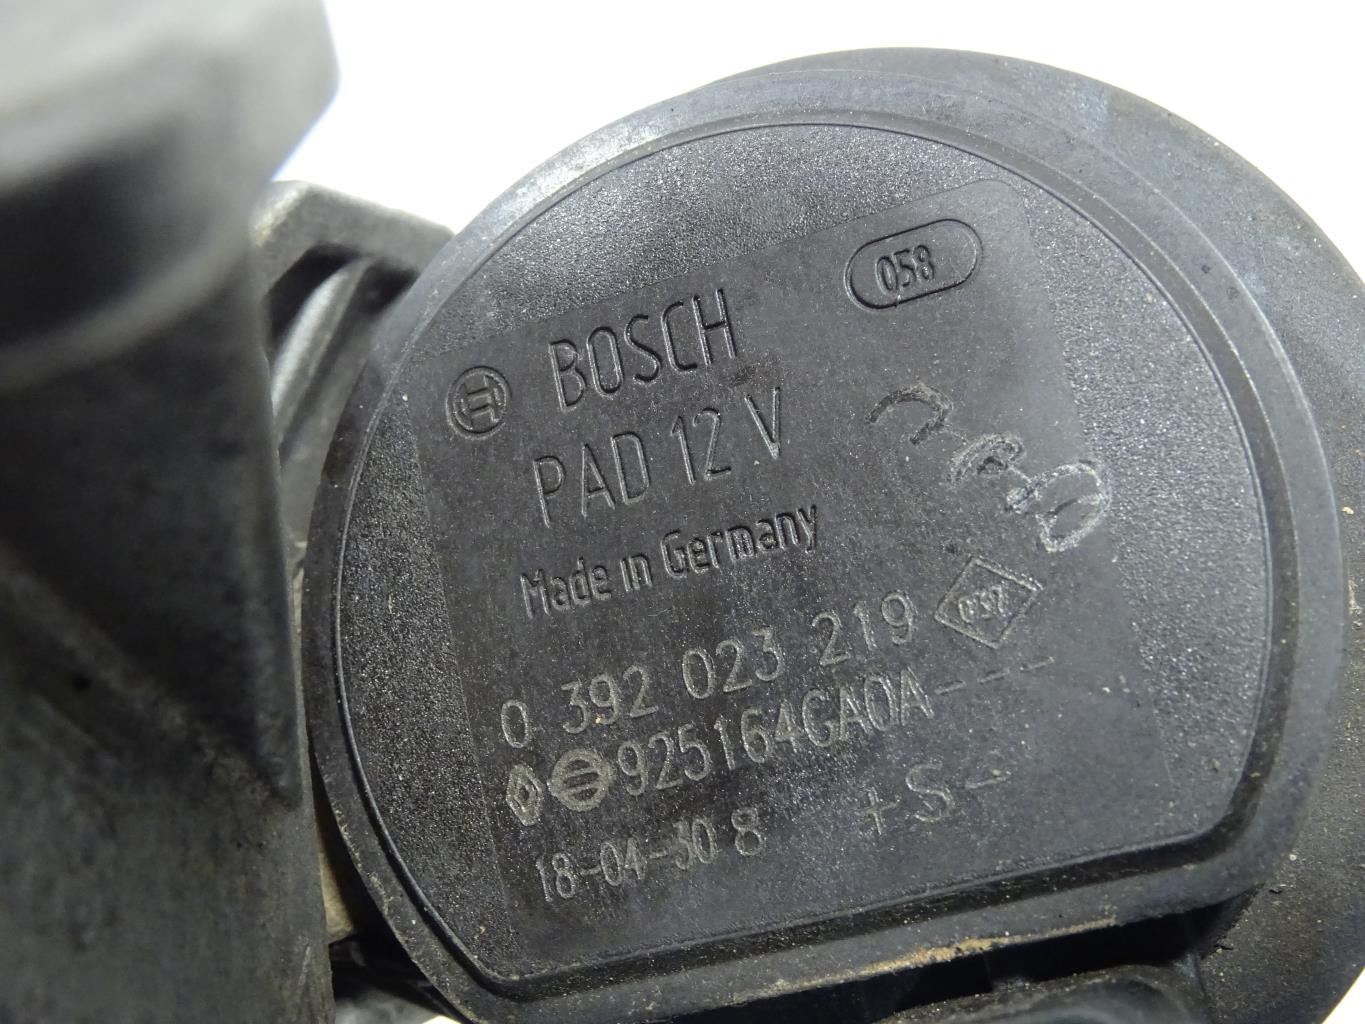 058
BOSCH
PAD 12 V
Made in Germany
0 392 023 219
925164GA0A---
18-04-30 8 +S-